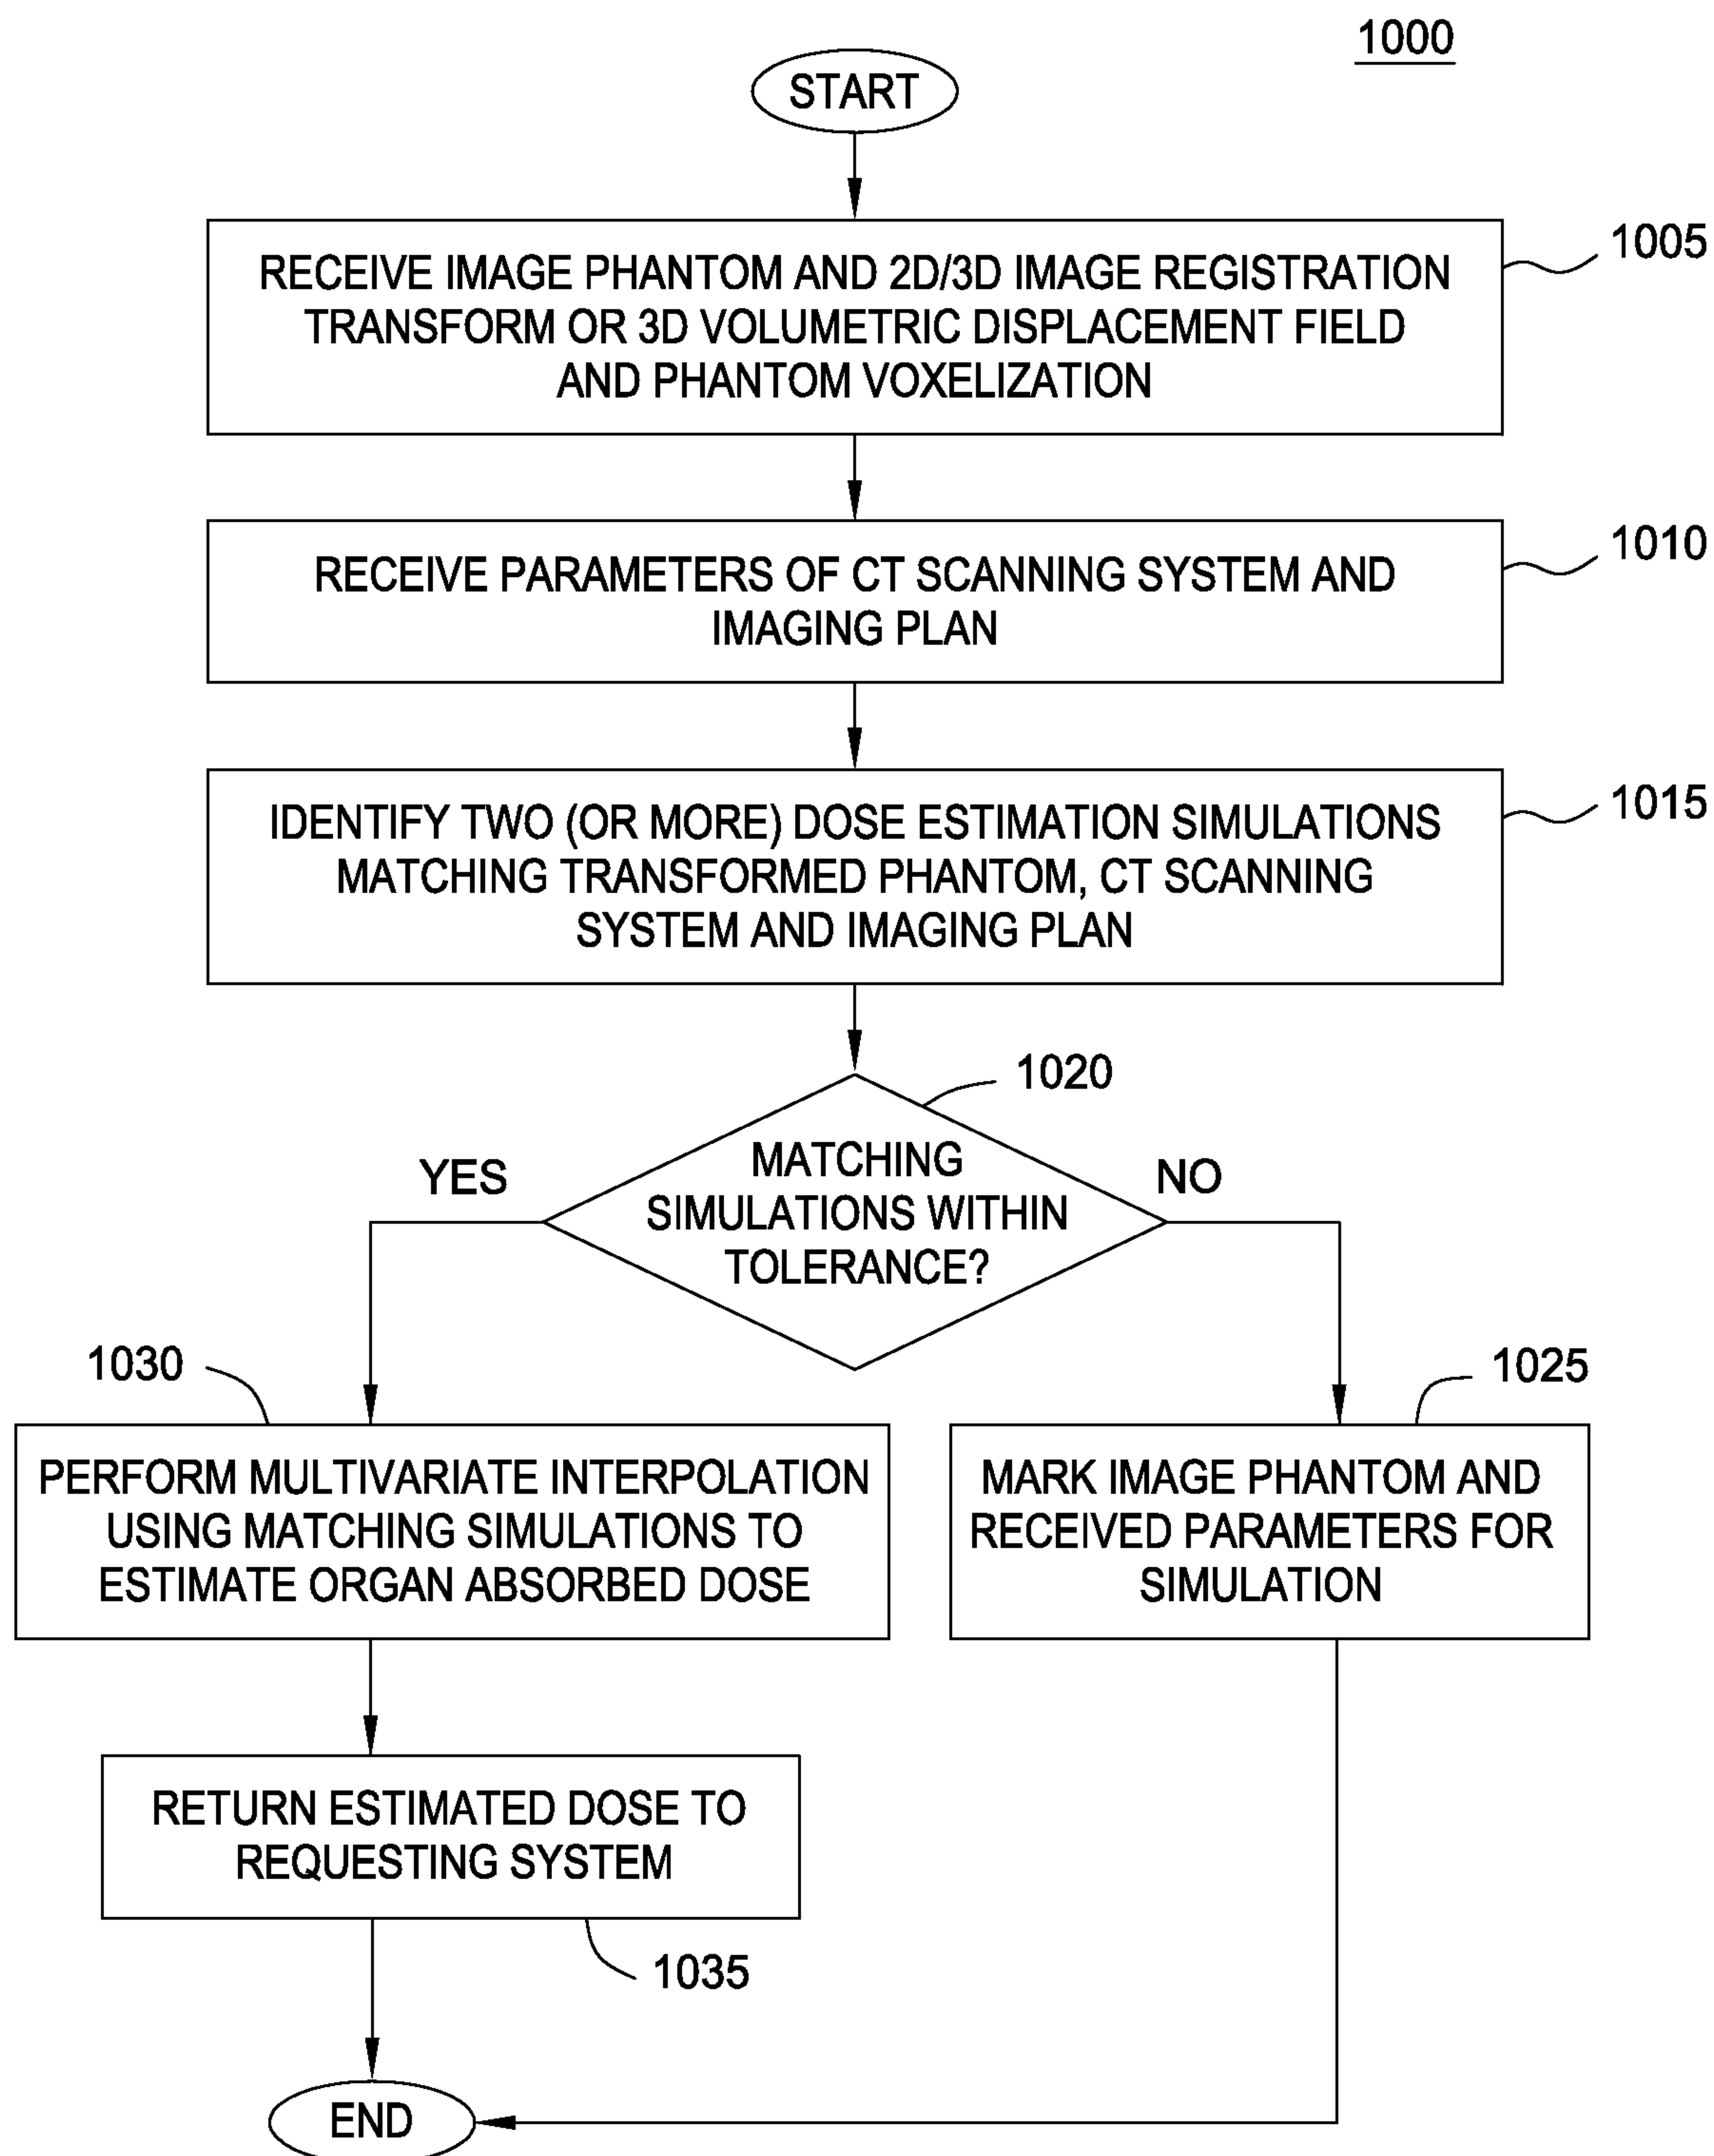 1000
START
RECEIVE IMAGE PHANTOM AND 2D/3D IMAGE REGISTRATION
TRANSFORM OR 3D VOLUMETRIC DISPLACEMENT FIELD
AND PHANTOM VOXELIZATION
1005
RECEIVE PARAMETERS OF CT SCANNING SYSTEM AND
IMAGING PLAN
1010
IDENTIFY TWO (OR MORE) DOSE ESTIMATION SIMULATIONS
MATCHING TRANSFORMED PHANTOM, CT SCANNING
SYSTEM AND IMAGING PLAN
1015
1020
MATCHING
SIMULATIONS WITHIN
TOLERANCE?
YES
NO
1030
PERFORM MULTIVARIATE INTERPOLATION
USING MATCHING SIMULATIONS TO
ESTIMATE ORGAN ABSORBED DOSE
1025
MARK IMAGE PHANTOM AND
RECEIVED PARAMETERS FOR
SIMULATION
RETURN ESTIMATED DOSE TO
REQUESTING SYSTEM
1035
END